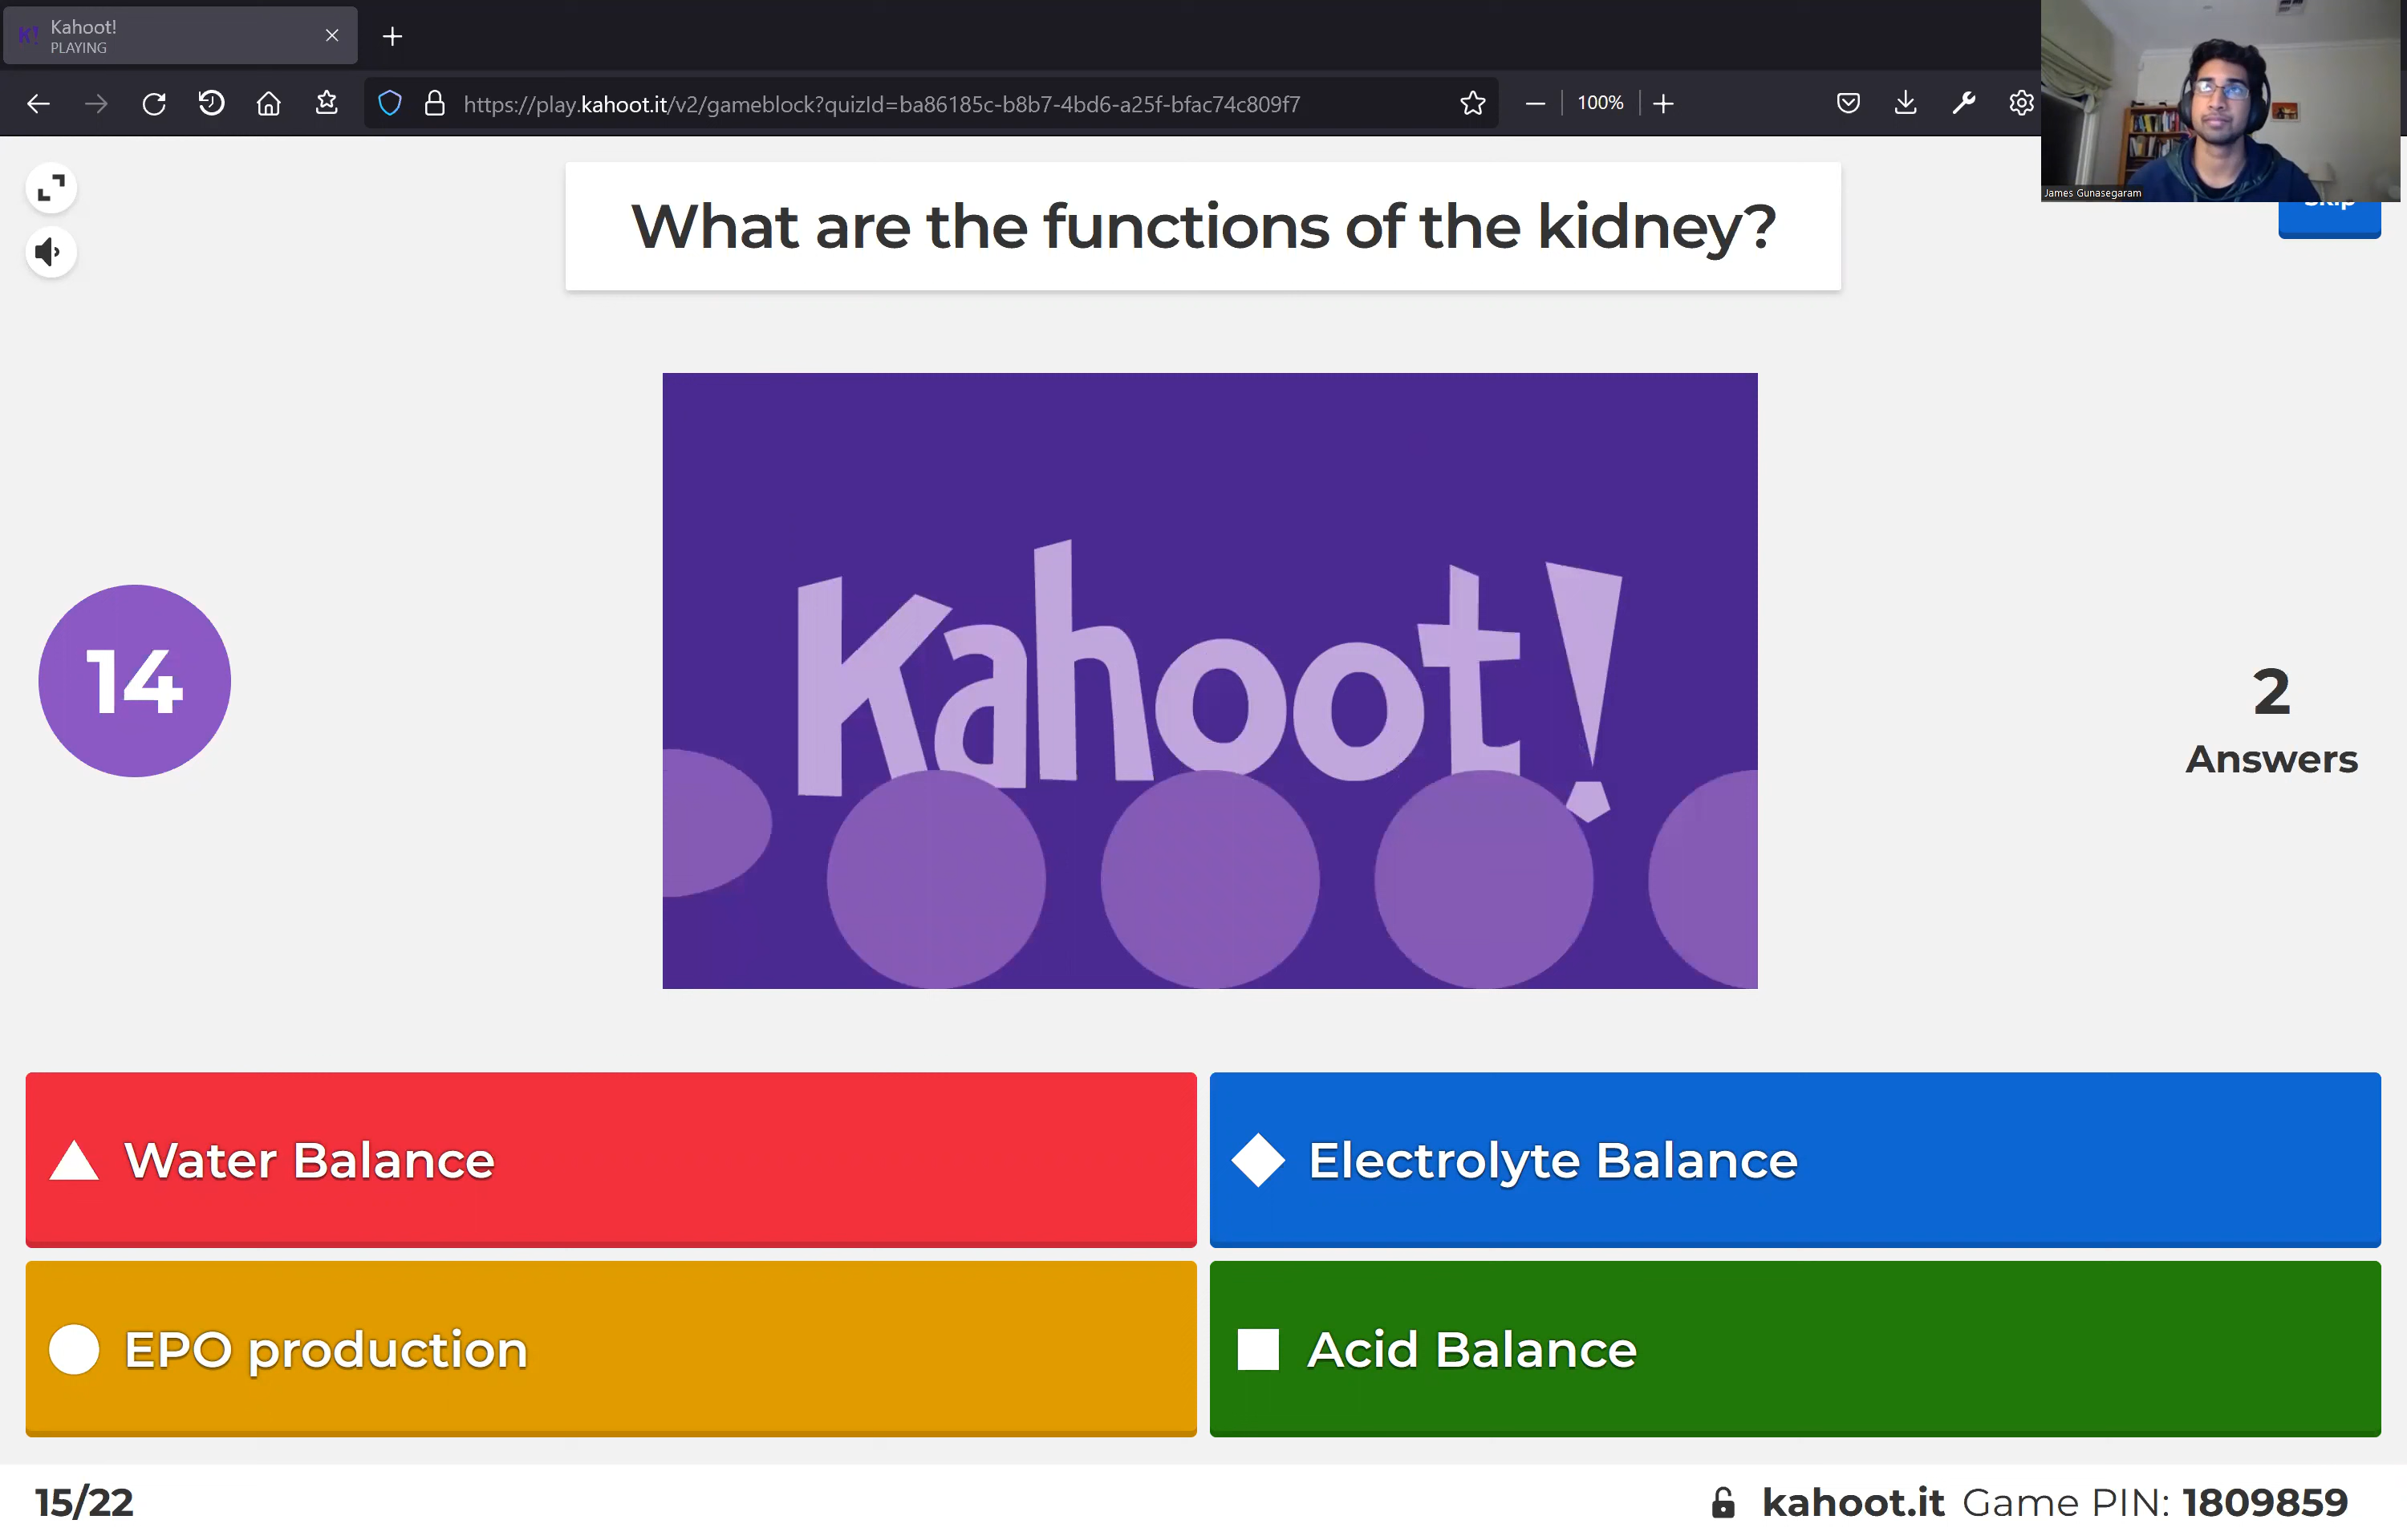 Kahoot!
PLAYING
https://play.kahoot.it/v2/gameblock?quizId=ba86185c-b8b7-4bd6-a25f-bfac74c809f7
100%
James Gunasegaram
Skip
What are the functions of the kidney?
Kahoot!
14
2
Answers
Water Balance
Electrolyte Balance
EPO production
Acid Balance
15/22
kahoot.it Game PIN: 1809859